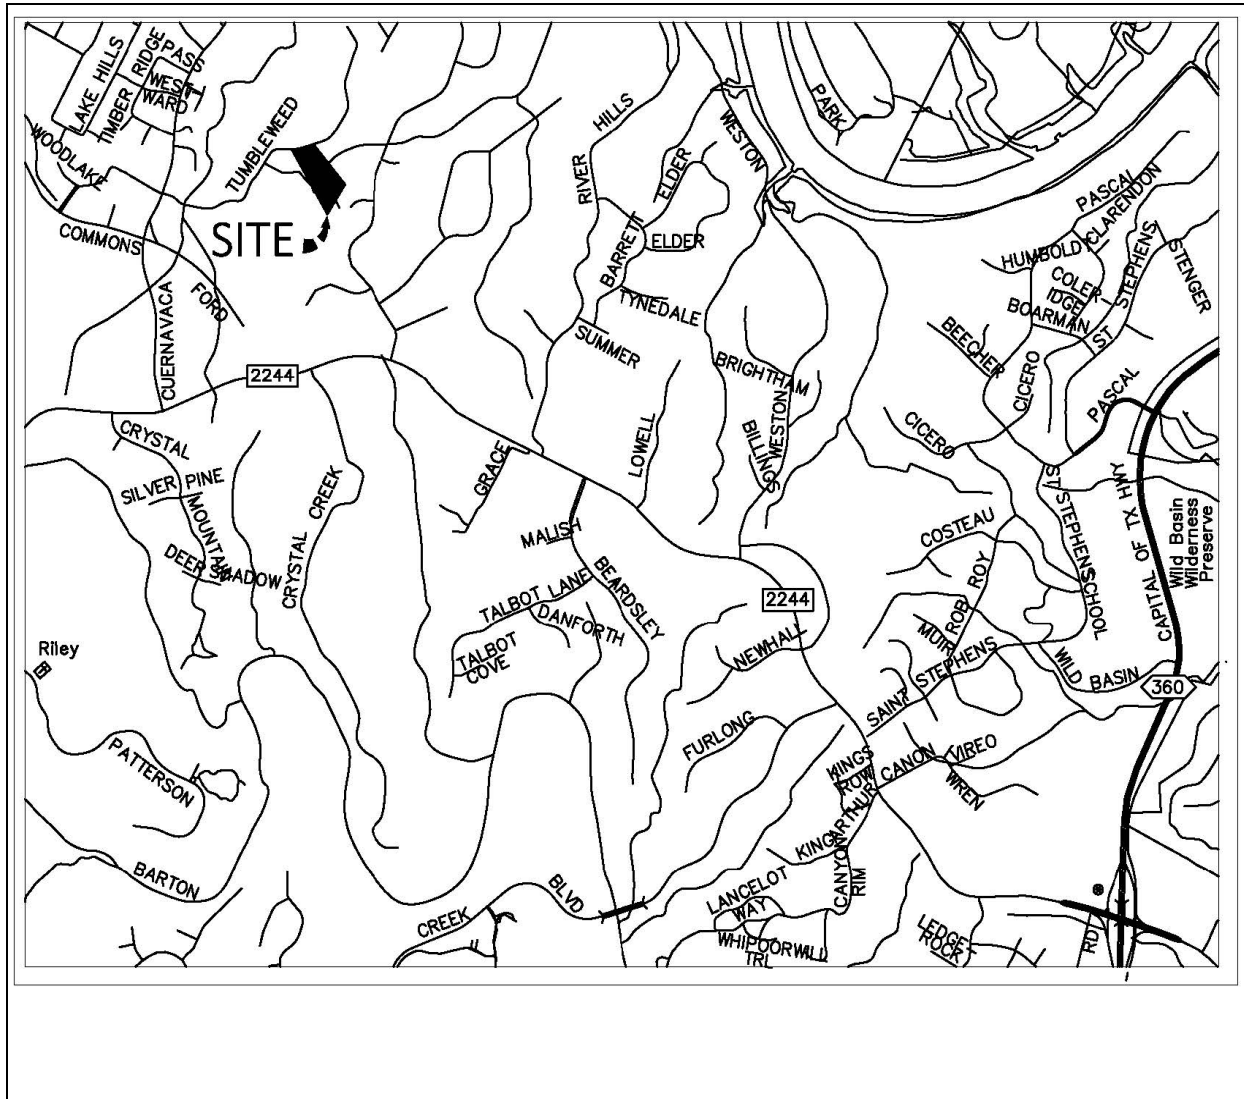 LAKE HILLS
TIMBER RIDGE
PASS
WEST
WARD
WOODLAKE
TUMBLEWEED
SITE
COMMONS
CUERNAVACA
FORD
2244
RIVER HILLS
ELDER
ELDER
BARRETT
TYNEDALE
SUMMER
WESTON
PARK
PASCAL
CLARENDON
HUMBOLDT
COLER
IDGE
BOARMAN
ST STEPHENS
STENGER
BEECHER
CICERO
CICERO
PASCAL
BRIGHTHAM
WESTON
BILLINGS
LOWELL
GRACE
CRYSTAL
SILVER PINE
MOUNTAIN
DEER SHADOW
CRYSTAL CREEK
MALISH
BEARDSLEY
TALBOT LANE
DANFORTH
TALBOT
COVE
2244
NEWHALL
COSTEAU
ROB ROY
MUIR
SAINT STEPHENS
ST STEPHENS
SCHOOL
CAPITAL OF TX HWY
Wild Basin
Wilderness
Preserve
WILD BASIN
360
Riley
PATTERSON
BARTON
CREEK
BLVD
FURLONG
KINGS
ROW
CANON
VIREO
WREN
KING ARTHUR
CANYON
RIM
LANCELOT
WAY
WHIPOORWILL
TRL
LEDGE
ROCK
RD